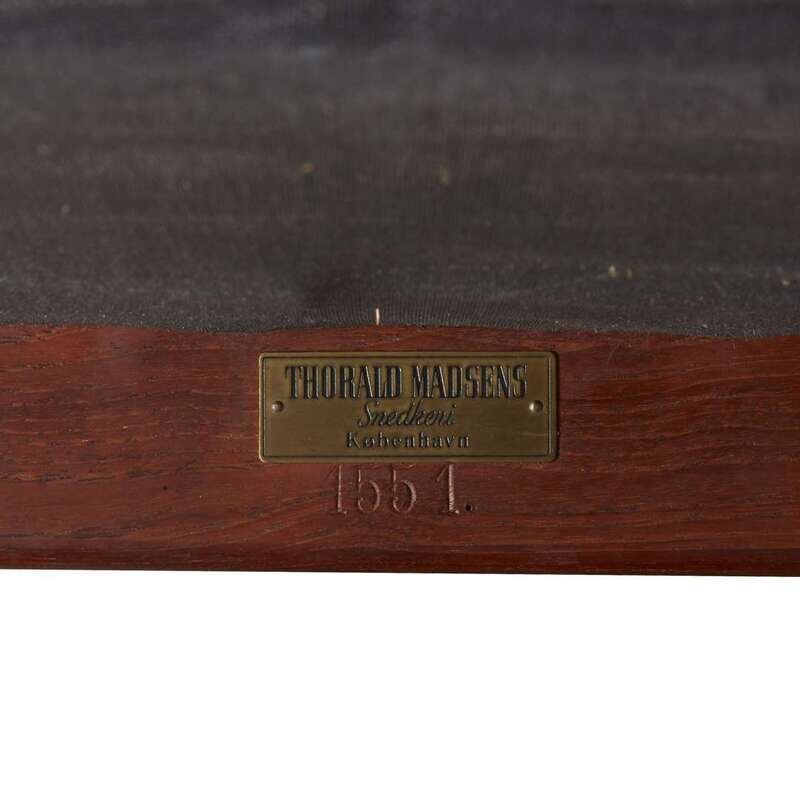 THORALD MADSENS
Snedkeri
København
1551.